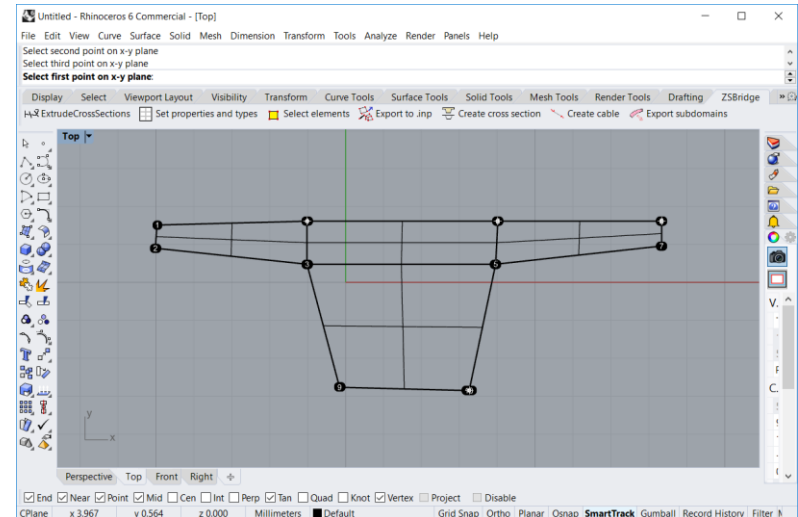 Untitled - Rhinoceros 6 Commercial - [Top]
File Edit View Curve Surface Solid Mesh Dimension Transform Tools Analyze Render Panels Help
Select second point on x-y plane
Select third point on x-y plane
Select first point on x-y plane:
Display Select Viewport Layout Visibility Transform Curve Tools Surface Tools Solid Tools Mesh Tools Render Tools Drafting ZSBridge
ExtrudeCrossSections Set properties and types Select elements Export to .inp Create cross section Create cable Export subdomains
Top
1
2
3
5
7
9
y
x
V.
C.
Perspective Top Front Right
End Near Point Mid Cen Int Perp Tan Quad Knot Vertex Project Disable
CPlane x 3.967 y 0.564 z 0.000 Millimeters Default Grid Snap Ortho Planar Osnap SmartTrack Gumball Record History Filter